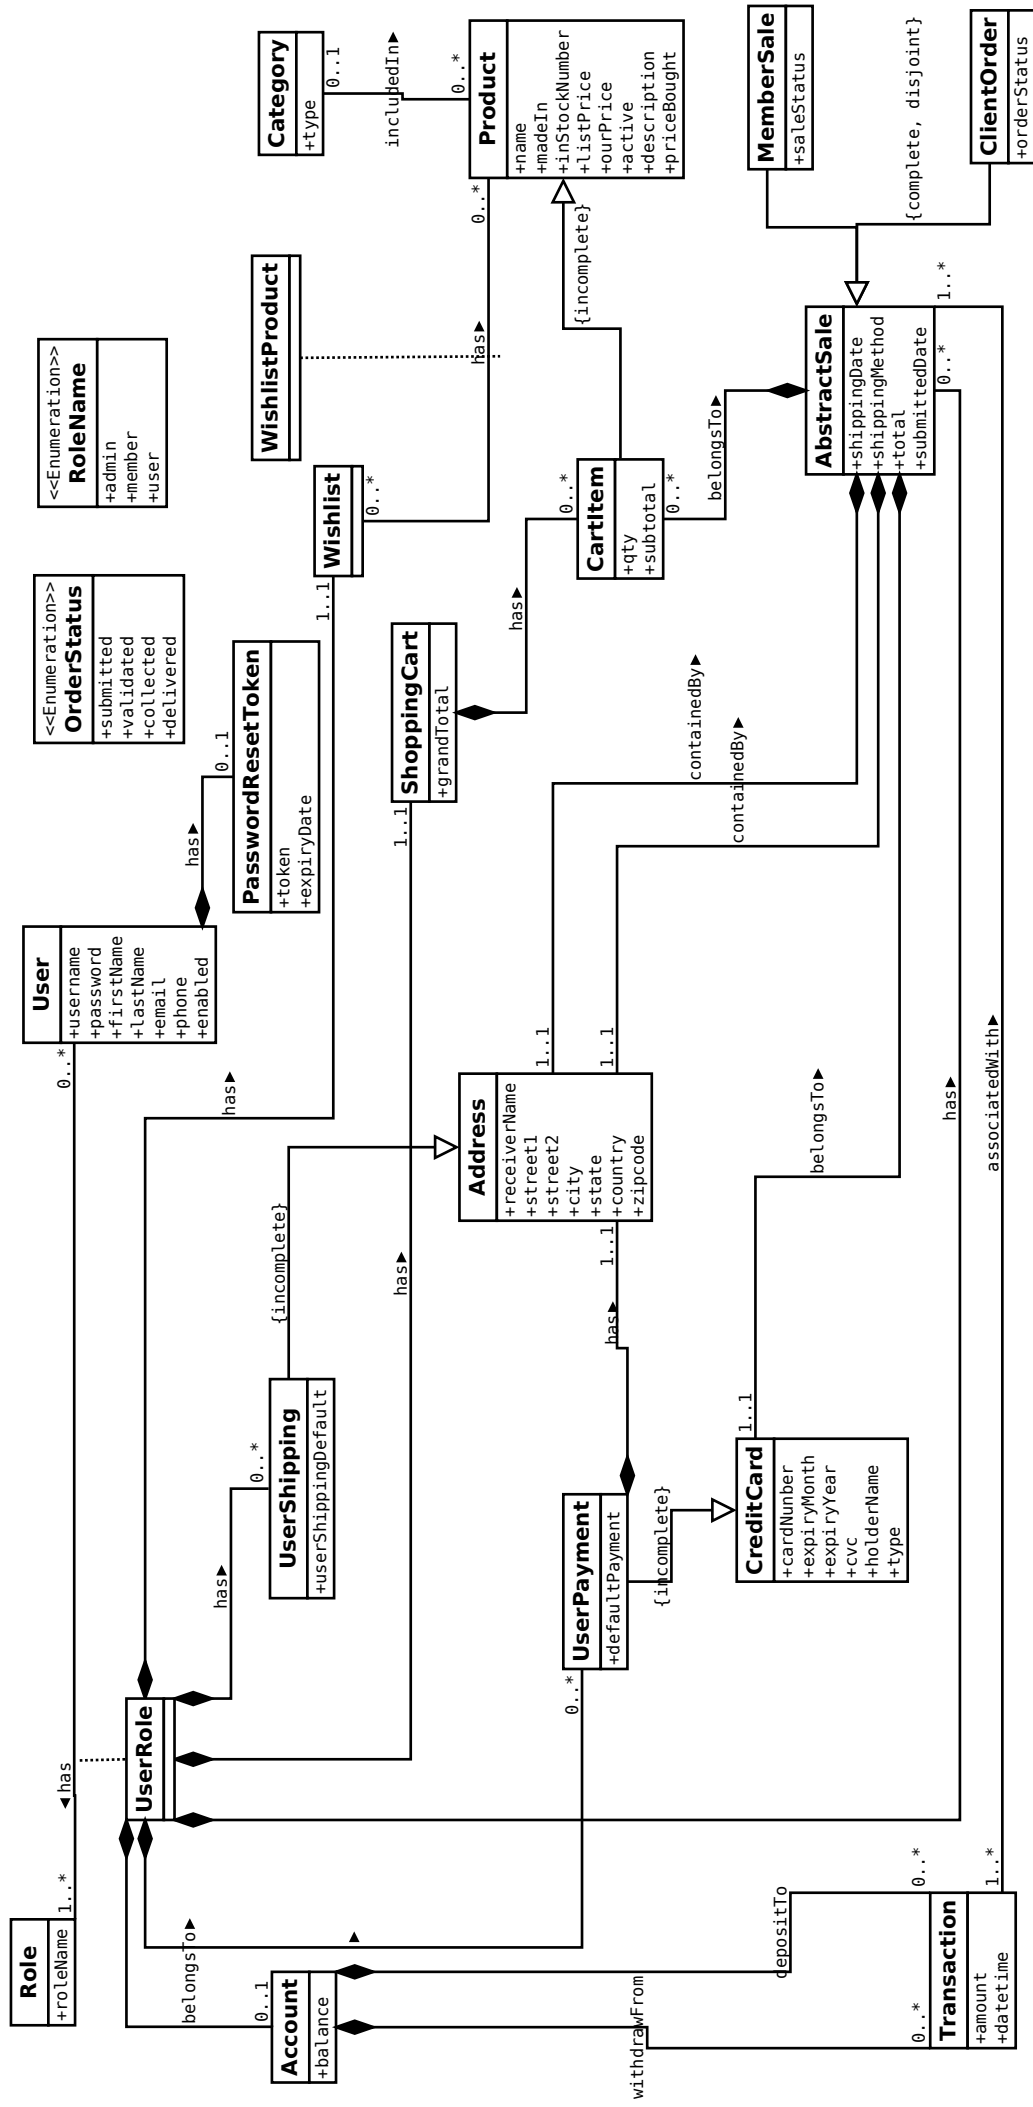 Role
+roleName
1..*
◀has
0..*
User
+username
+password
+firstName
+lastName
+email
+phone
+enabled
has▶
0..1
PasswordResetToken
+token
+expiryDate
<<Enumeration>>
OrderStatus
+submitted
+validated
+collected
+delivered
<<Enumeration>>
RoleName
+admin
+member
+user
UserRole
has▶
1..1
Wishlist
0..*
WishlistProduct
has▶
0..*
Category
+type
0..1
includedIn▶
0..*
Product
+name
+madeIn
+inStockNumber
+listPrice
+ourPrice
+active
+description
+priceBought
belongsTo▶
0..1
Account
+balance
has▶
0..*
UserShipping
+userShippingDefault
{incomplete}
has▶
1..1
ShoppingCart
+grandTotal
has▶
0..*
CartItem
+qty
+subtotal
0..*
{incomplete}
belongsTo▶
▶
0..*
UserPayment
+defaultPayment
has▶
1..1
Address
+receiverName
+street1
+street2
+city
+state
+country
+zipcode
1..1
1..1
containedBy▶
containedBy▶
{incomplete}
CreditCard
+cardNunber
+expiryMonth
+expiryYear
+cvc
+holderName
+type
1..1
belongsTo▶
AbstractSale
+shippingDate
+shippingMethod
+total
+submittedDate
0..*
1..*
MemberSale
+saleStatus
{complete, disjoint}
ClientOrder
+orderStatus
has▶
associatedWith▶
withdrawFrom
depositTo
0..*
0..*
1..*
Transaction
+amount
+datetime